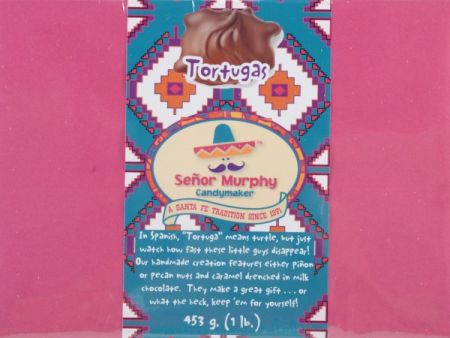 Tortugas
Señor Murphy
TM
Candymaker
A SANTA FE TRADITION SINCE 1971
In Spanish, "Tortuga" means turtle, but just
watch how fast these little guys disappear!
Our handmade creation features either piñon
or pecan nuts and caramel drenched in milk
chocolate. They make a great gift . . . or
what the heck, keep 'em for yourself!
453 g. (1 lb.)